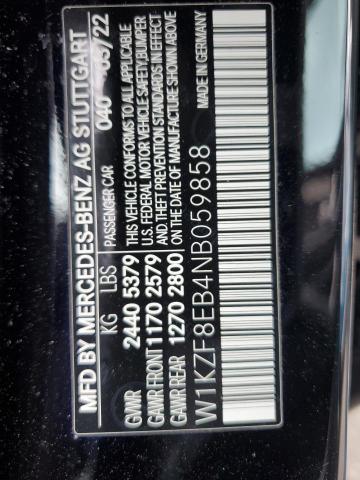 MFD BY MERCEDES-BENZ AG STUTTGART
KG LBS PASSENGER CAR 040 03/22
GVWR 2440 5379 THIS VEHICLE CONFORMS TO ALL APPLICABLE
U.S. FEDERAL MOTOR VEHICLE SAFETY, BUMPER
GAWR FRONT 1170 2579 AND THEFT PREVENTION STANDARDS IN EFFECT
GAWR REAR 1270 2800 ON THE DATE OF MANUFACTURE SHOWN ABOVE
MADE IN GERMANY
W1KZF8EB4NB059858